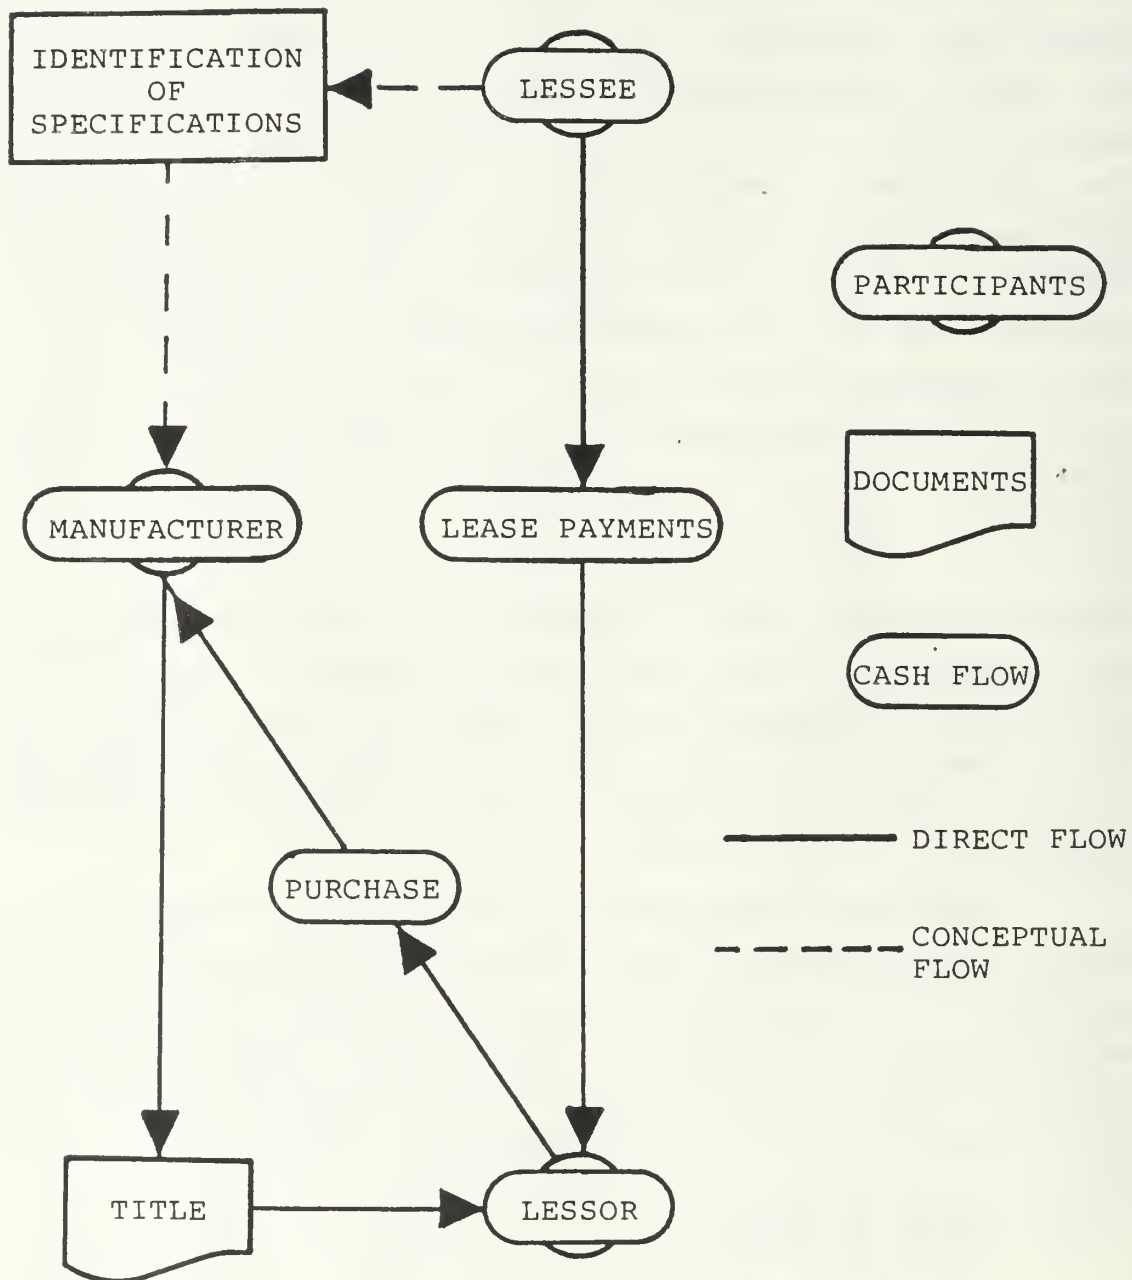 IDENTIFICATION
OF
SPECIFICATIONS
LESSEE
PARTICIPANTS
DOCUMENTS
MANUFACTURER
LEASE PAYMENTS
CASH FLOW
DIRECT FLOW
PURCHASE
CONCEPTUAL
FLOW
TITLE
LESSOR